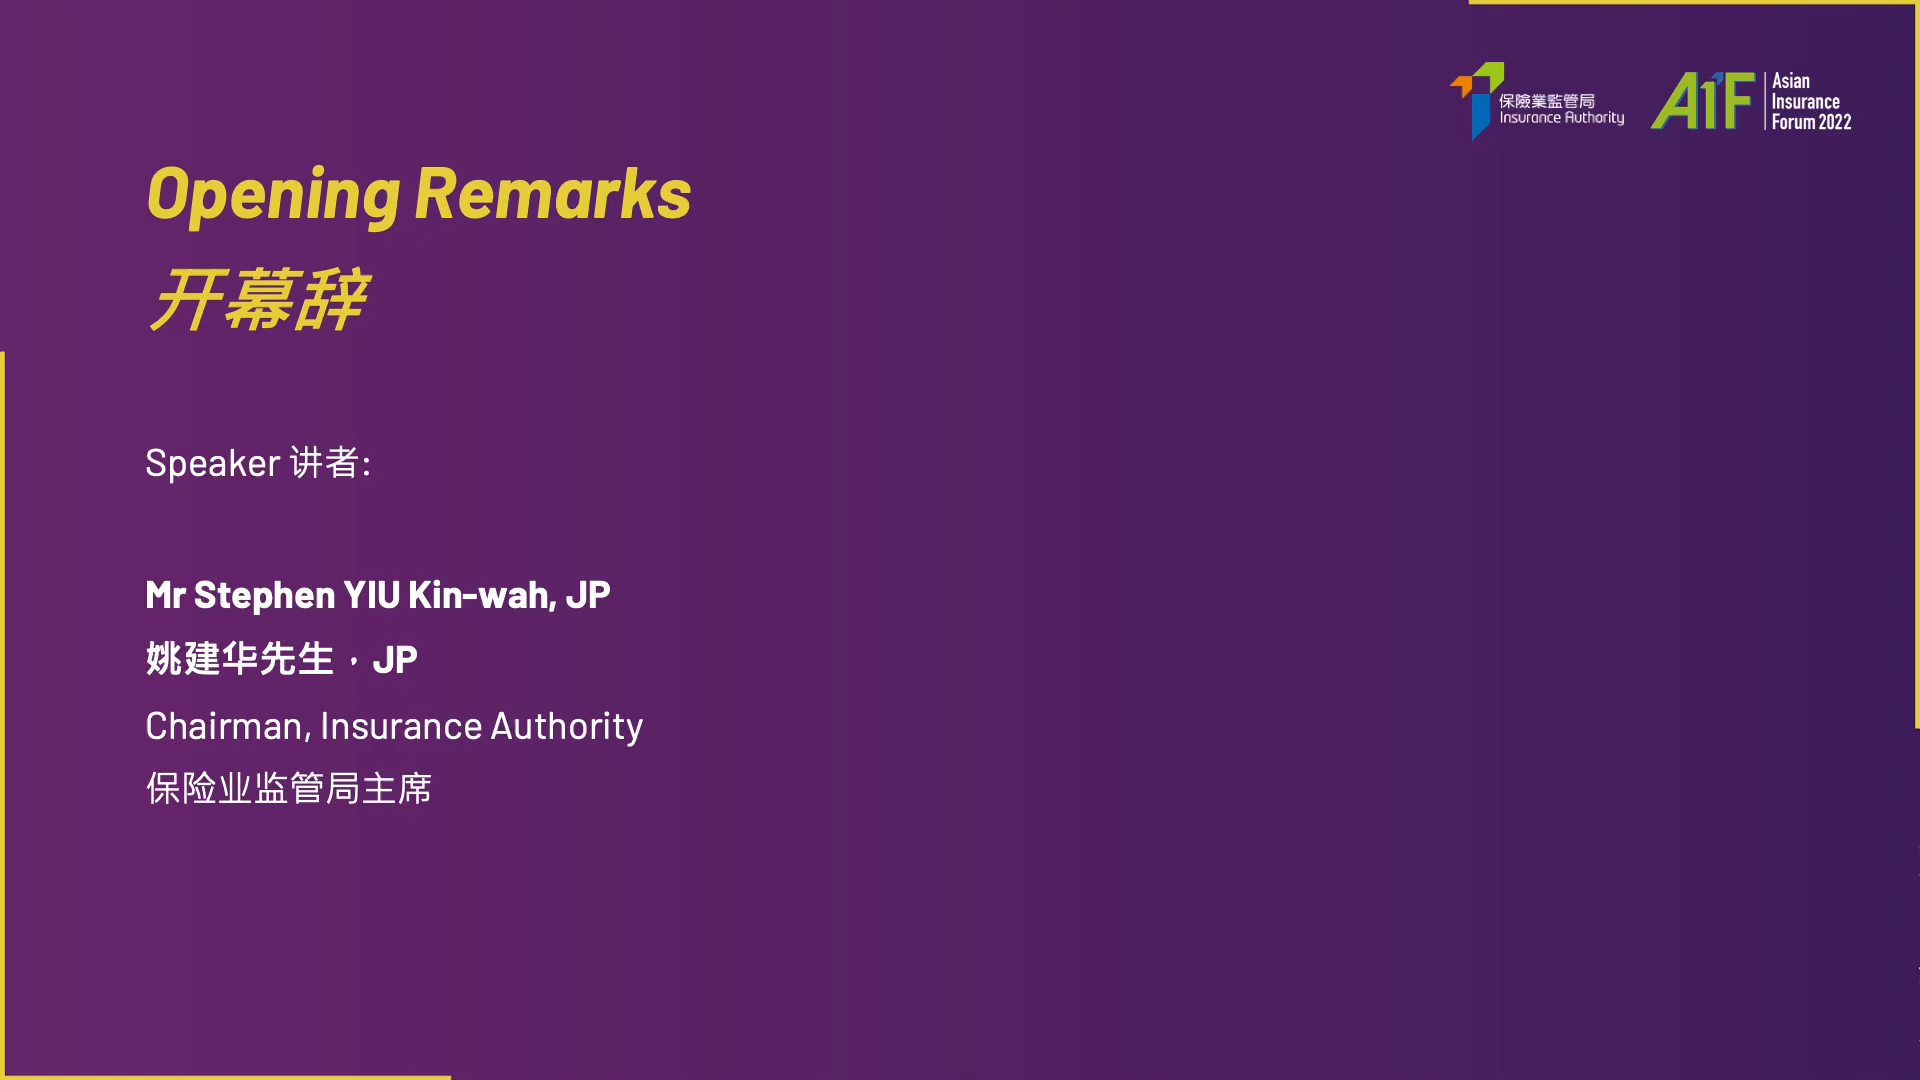 保險業監管局
Insurance Authority
AIF
Asian
Insurance
Forum 2022
Opening Remarks
开幕辞
Speaker 讲者:
Mr Stephen YIU Kin-wah, JP
姚建华先生，JP
Chairman, Insurance Authority
保险业监管局主席